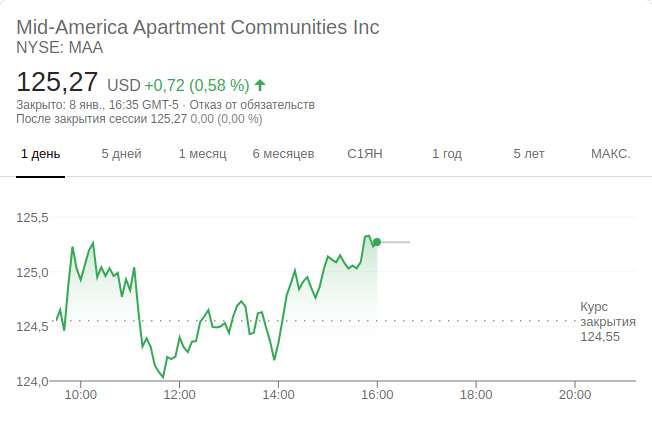 Mid-America Apartment Communities Inc
NYSE: MAA
125,27 USD +0,72 (0,58 %)
Закрыто: 8 янв., 16:35 GMT-5 · Отказ от обязательств
После закрытия сессии 125,27 0,00 (0,00 %)
1 день 5 дней 1 месяц 6 месяцев С1ЯН 1 год 5 лет МАКС.
125,5
125,0
124,5
124,0
Курс
закрытия
124,55
10:00 12:00 14:00 16:00 18:00 20:00